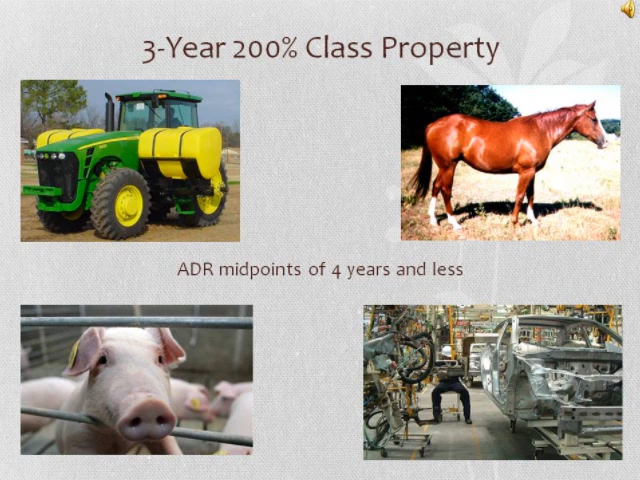 3-Year 200% Class Property
ADR midpoints of 4 years and less